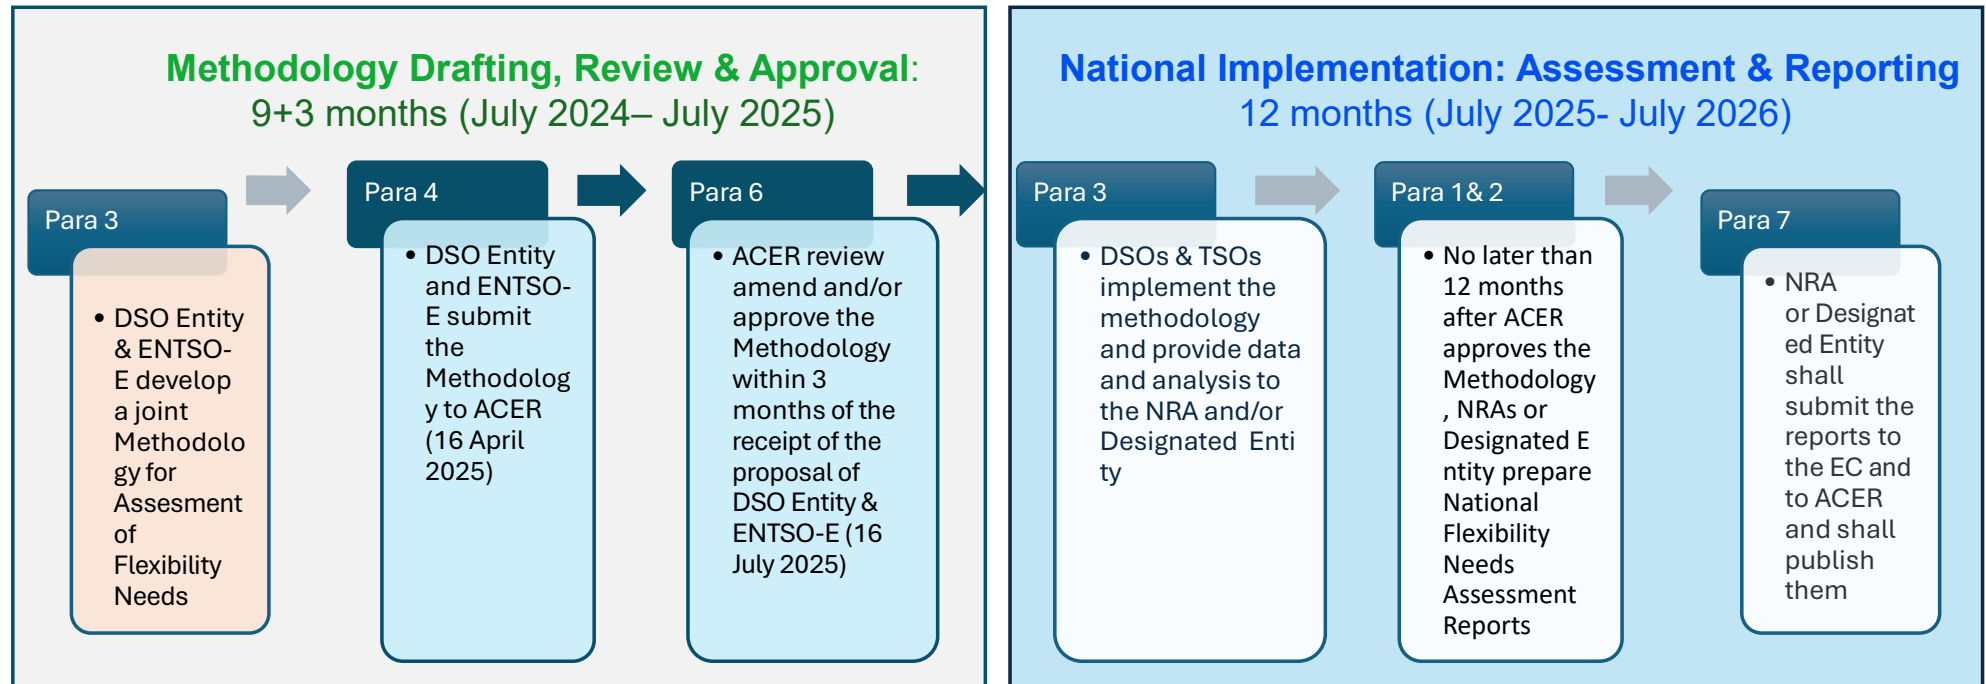 Methodology Drafting, Review & Approval:
9+3 months (July 2024– July 2025)
Para 3
• DSO Entity
& ENTSO-
E develop
a joint
Methodolo
gy for
Assesment
of
Flexibility
Needs
Para 4
• DSO Entity
and ENTSO-
E submit
the
Methodolog
y to ACER
(16 April
2025)
Para 6
• ACER review
amend and/or
approve the
Methodology
within 3
months of the
receipt of the
proposal of
DSO Entity &
ENTSO-E (16
July 2025)
National Implementation: Assessment & Reporting
12 months (July 2025- July 2026)
Para 3
• DSOs & TSOs
implement the
methodology
and provide data
and analysis to
the NRA and/or
Designated Enti
ty
Para 1& 2
• No later than
12 months
after ACER
approves the
Methodology
, NRAs or
Designated E
ntity prepare
National
Flexibility
Needs
Assessment
Reports
Para 7
• NRA
or Designat
ed Entity
shall
submit the
reports to
the EC and
to ACER
and shall
publish
them